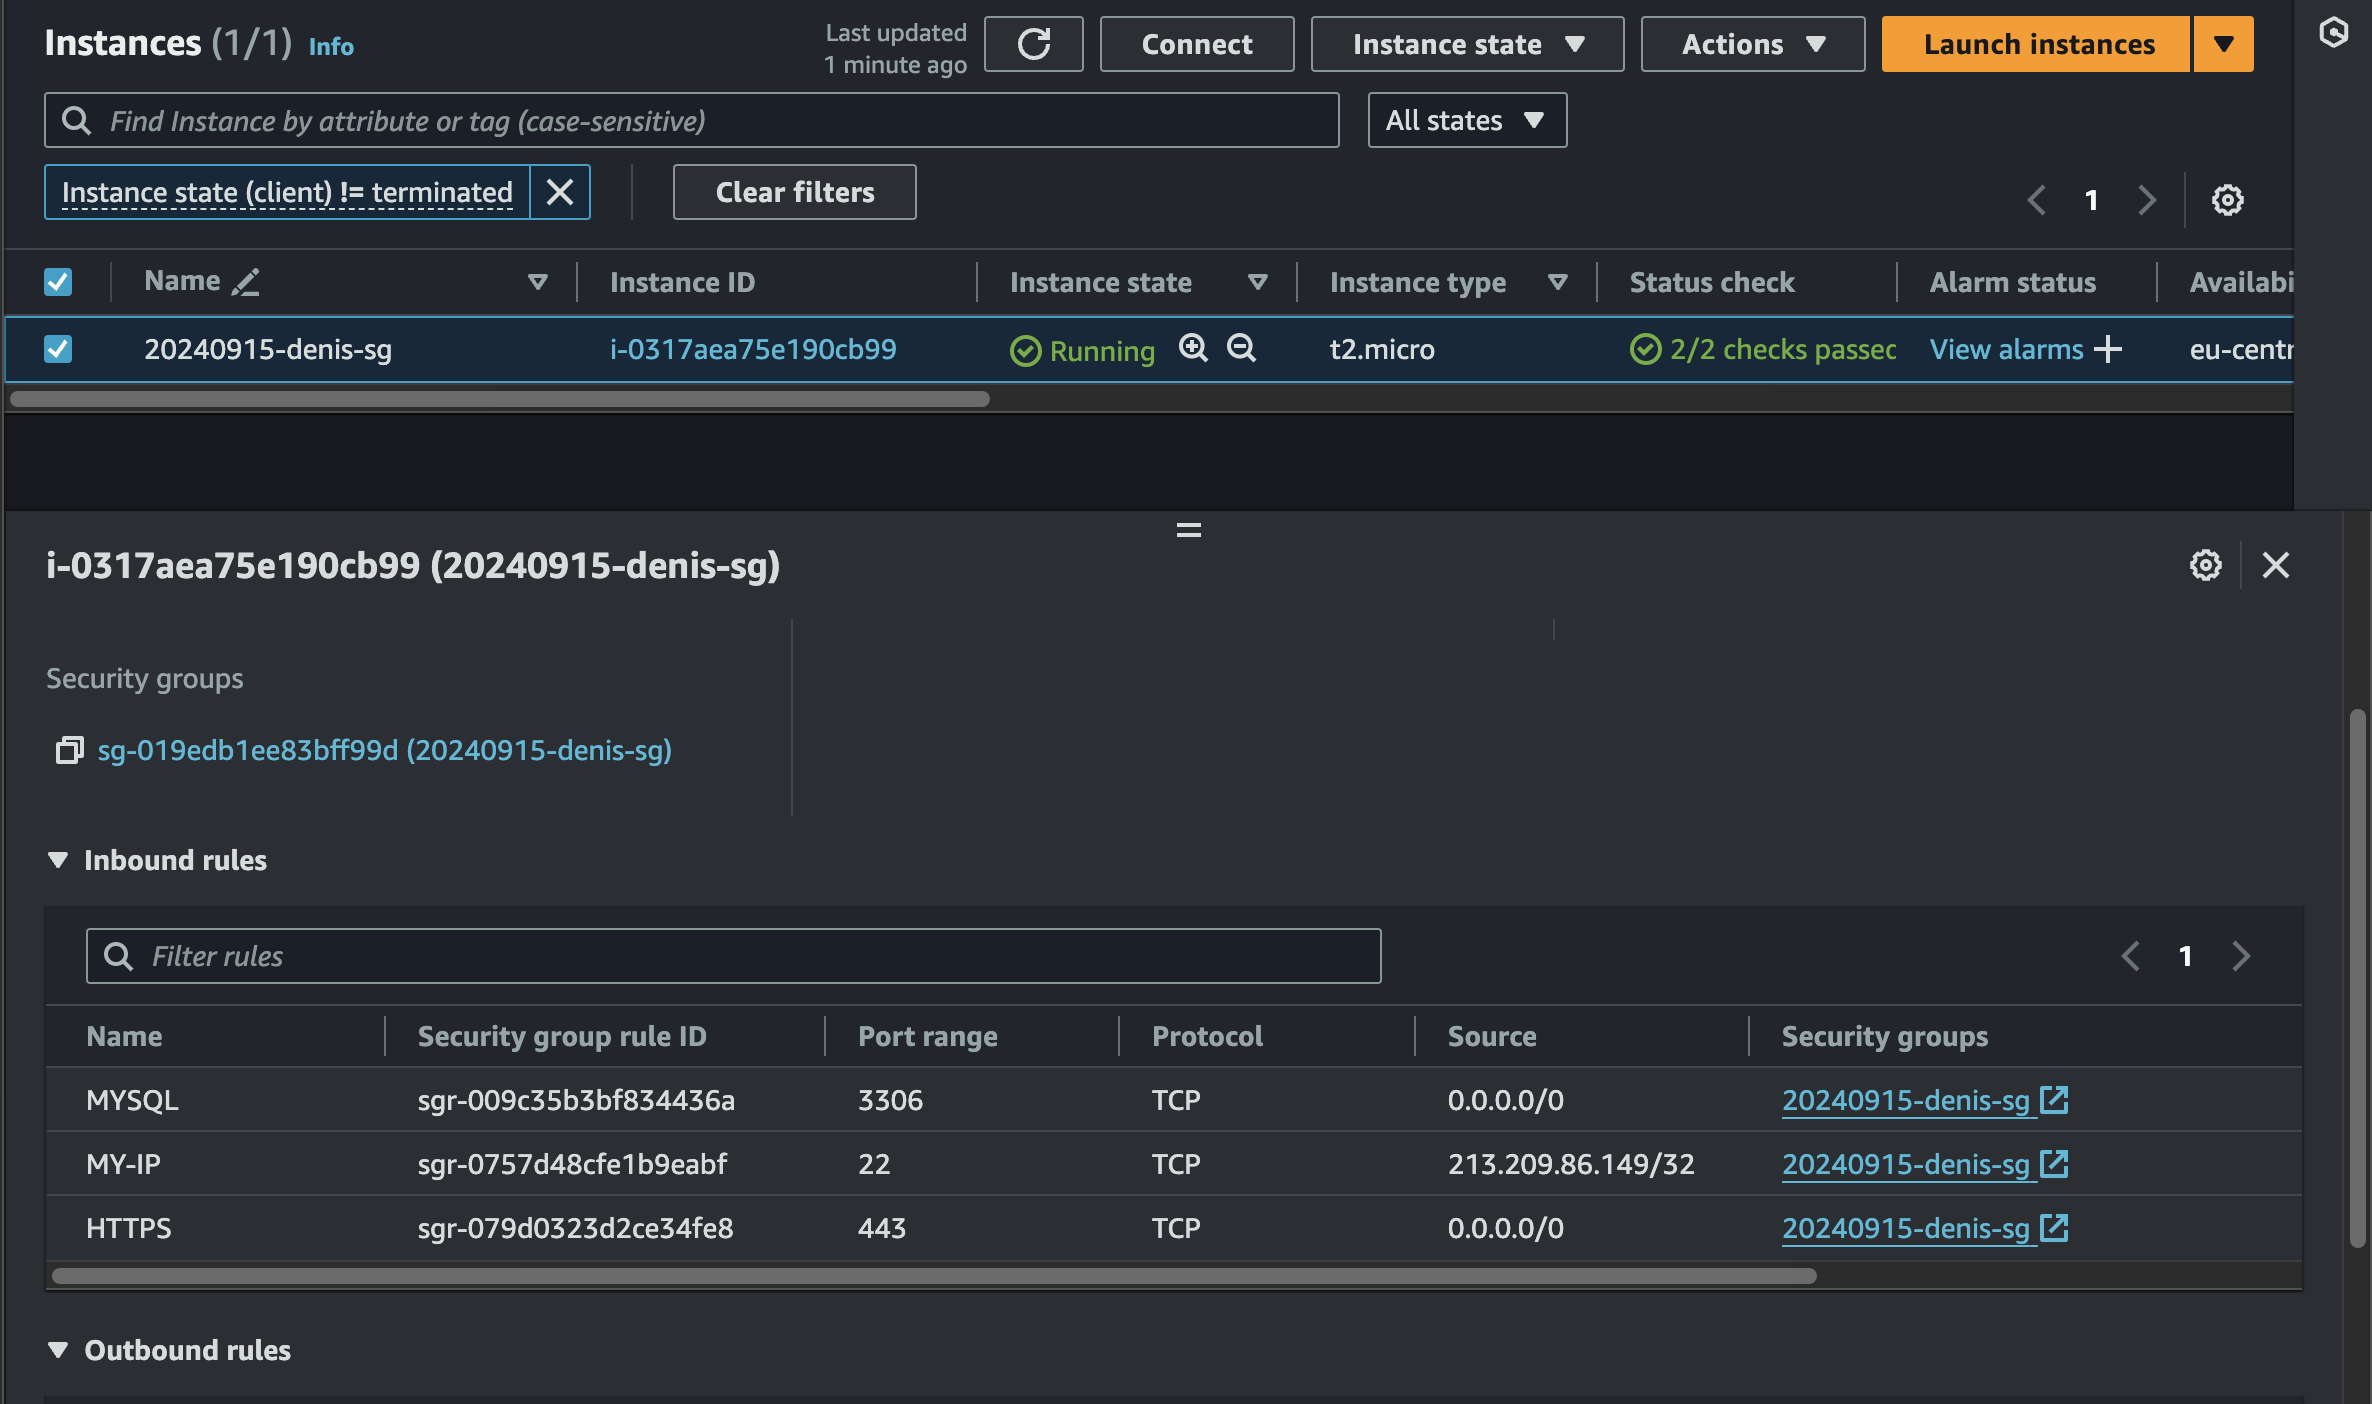 Instances (1/1) Info
Last updated
1 minute ago
Connect
Instance state
Actions
Launch instances
Find Instance by attribute or tag (case-sensitive)
All states
Instance state (client) != terminated
Clear filters
1
Name Instance ID Instance state Instance type Status check Alarm status Availabi
20240915-denis-sg i-0317aea75e190cb99 Running t2.micro 2/2 checks passed View alarms + eu-centr
i-0317aea75e190cb99 (20240915-denis-sg)
Security groups
sg-019edb1ee83bff99d (20240915-denis-sg)
Inbound rules
Filter rules
1
Name Security group rule ID Port range Protocol Source Security groups
MYSQL sgr-009c35b3bf834436a 3306 TCP 0.0.0.0/0 20240915-denis-sg
MY-IP sgr-0757d48cfe1b9eabf 22 TCP 213.209.86.149/32 20240915-denis-sg
HTTPS sgr-079d0323d2ce34fe8 443 TCP 0.0.0.0/0 20240915-denis-sg
Outbound rules